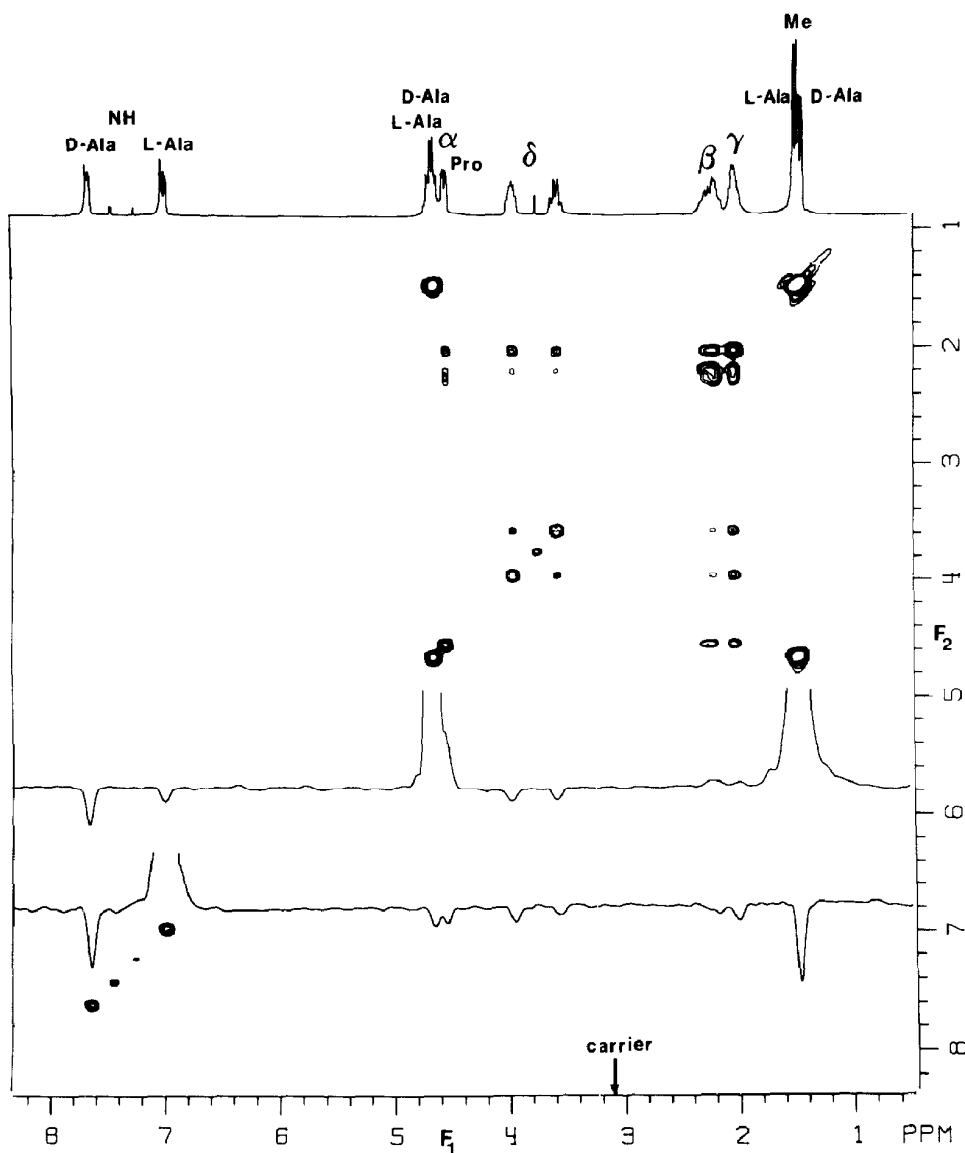 Me
D-Ala
L-Ala D-Ala
NH
L-Ala α
β γ
D-Ala L-Ala
Pro
δ
1
2
3
4
F2
5
6
7
8
carrier
8 7 6 5 4 3 2 1 PPM
F1